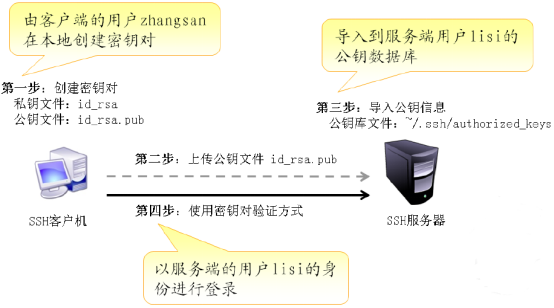 由客户端的用户zhangsan
在本地创建密钥对
导入到服务端用户lisi的
公钥数据库
第一步：创建密钥对
私钥文件：id_rsa
公钥文件：id_rsa.pub
第三步：导入公钥信息
公钥库文件：~/.ssh/authorized_keys
第二步：上传公钥文件 id_rsa.pub
第四步：使用密钥对验证方式
SSH客户机
SSH服务器
以服务端的用户lisi的身
份进行登录